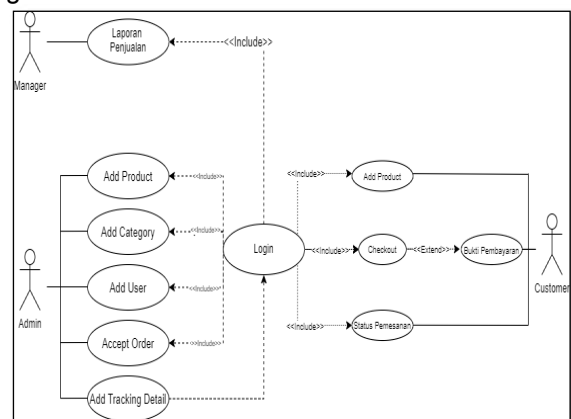 Laporan
Penjualan
<<Include>>
Manager
Add Product
<<Include>>
<<Include>>
Add Product
Add Category
<<Include>>
Login
<<Include>>
Checkout
<<Extend>>
Bukti Pembayaran
Customer
Add User
<<Include>>
Admin
<<Include>>
Status Pemesanan
Accept Order
<<Include>>
Add Tracking Detail